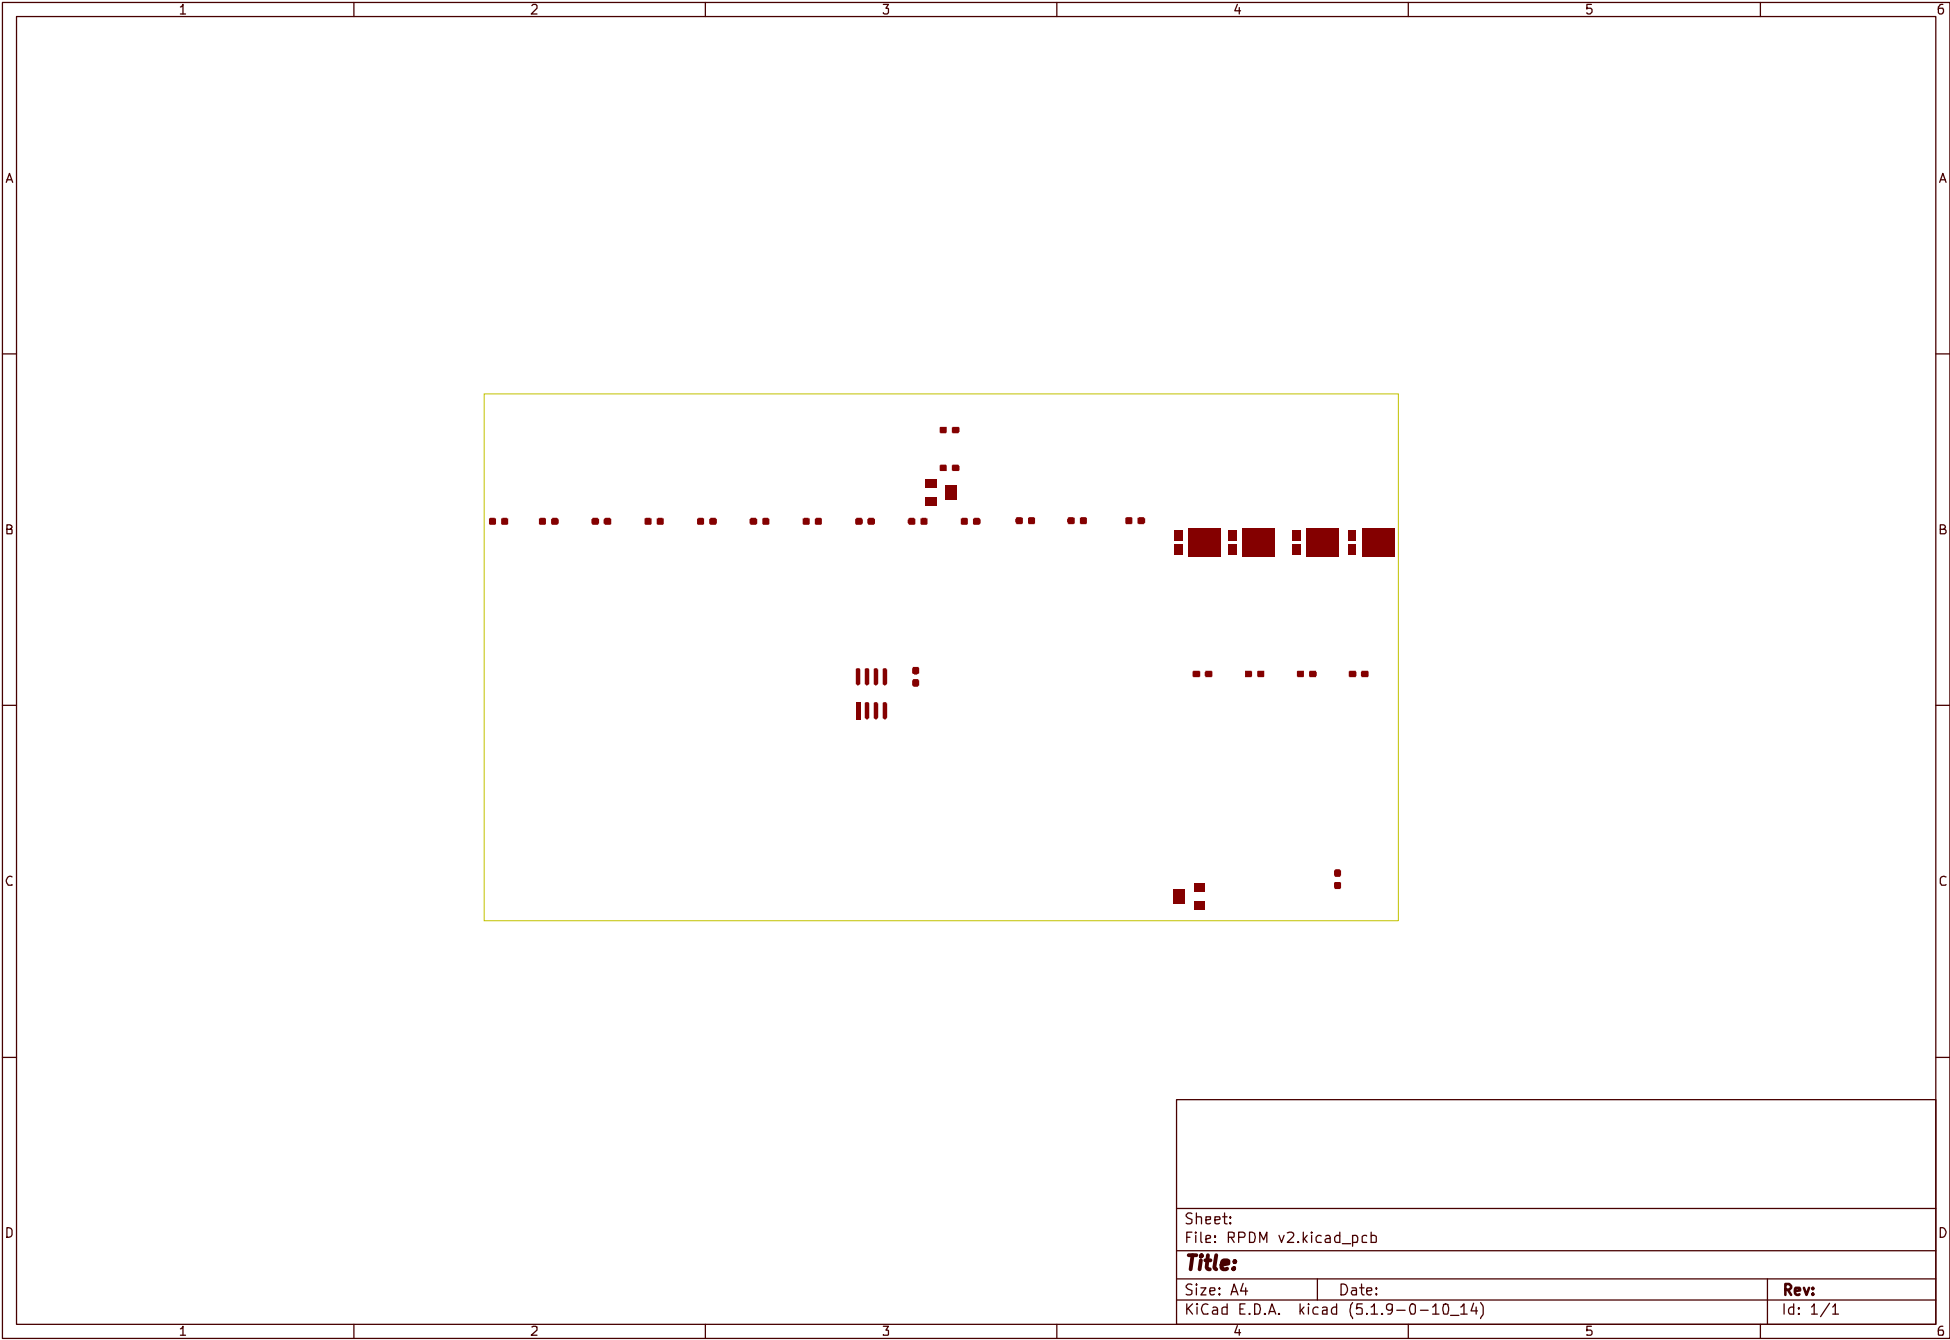 1 2 3 4 5 6
A A
B B
C C
D D
Sheet:
File: RPDM v2.kicad_pcb
Title:
Size: A4 Date: Rev:
KiCad E.D.A. kicad (5.1.9-0-10_14) Id: 1/1
1 2 3 4 5 6